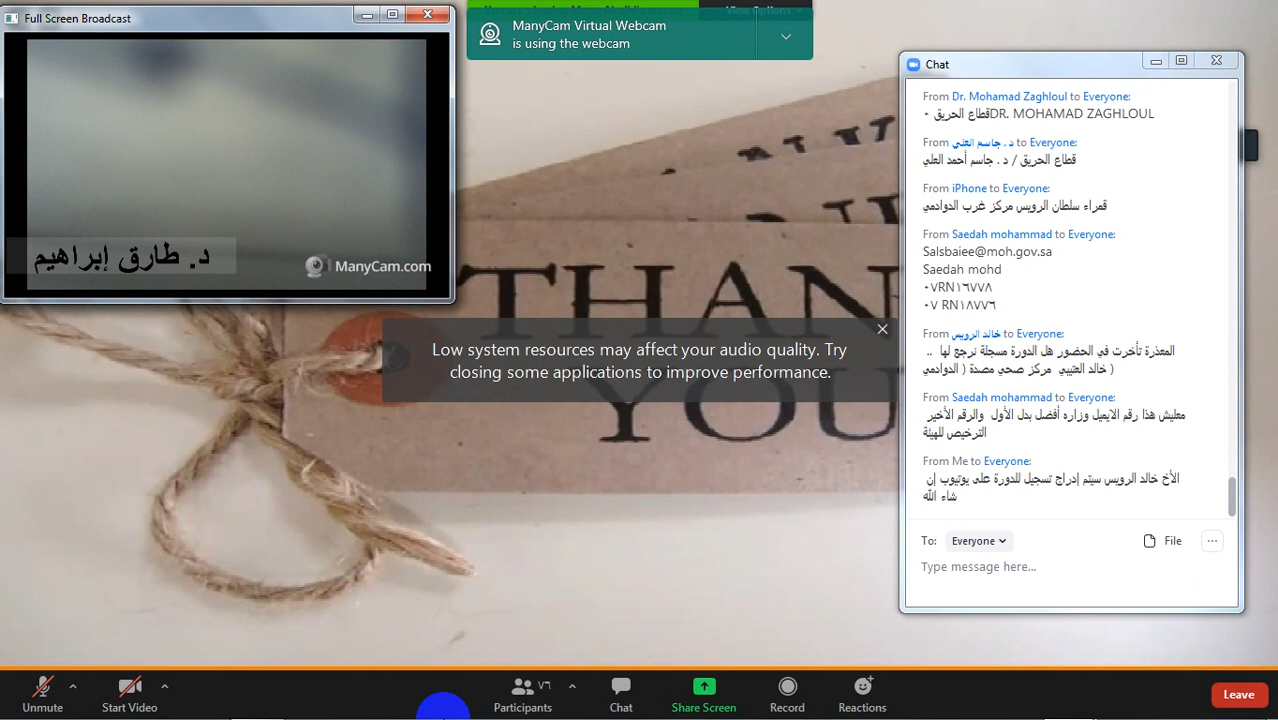 Full Screen Broadcast
د. طارق إبراهيم
ManyCam.com
View Options
ManyCam Virtual Webcam
is using the webcam
THAN
YOU
Low system resources may affect your audio quality. Try
closing some applications to improve performance.
Chat
From Dr. Mohamad Zaghloul to Everyone:
٠ قطاع الحريقDR. MOHAMAD ZAGHLOUL
From د . جاسم العلي to Everyone:
قطاع الحريق / د . جاسم أحمد العلي
From iPhone to Everyone:
قمراء سلطان الرويس مركز غرب الدوادمي
From Saedah mohammad to Everyone:
Salsbaiee@moh.gov.sa
Saedah mohd
٠٧RN١٦٧٧٨
٠٧ RN١٨٧٧٦
From خالد الرويس to Everyone:
المعذرة تأخرت في الحضور هل الدورة مسجلة نرجع لها ..
خالد العتيبي مركز صحي مصدة ( الدوادمي )
From Saedah mohammad to Everyone:
معليش هذا رقم الايميل وزاره أفضل بدل الأول والرقم الأخير
الترخيص للهيئة
From Me to Everyone:
الأخ خالد الرويس سيتم إدراج تسجيل للدورة على يوتيوب إن
شاء الله
To: Everyone File
Type message here...
Unmute
Start Video
Participants ٧٦
Chat
Share Screen
Record
Reactions
Leave